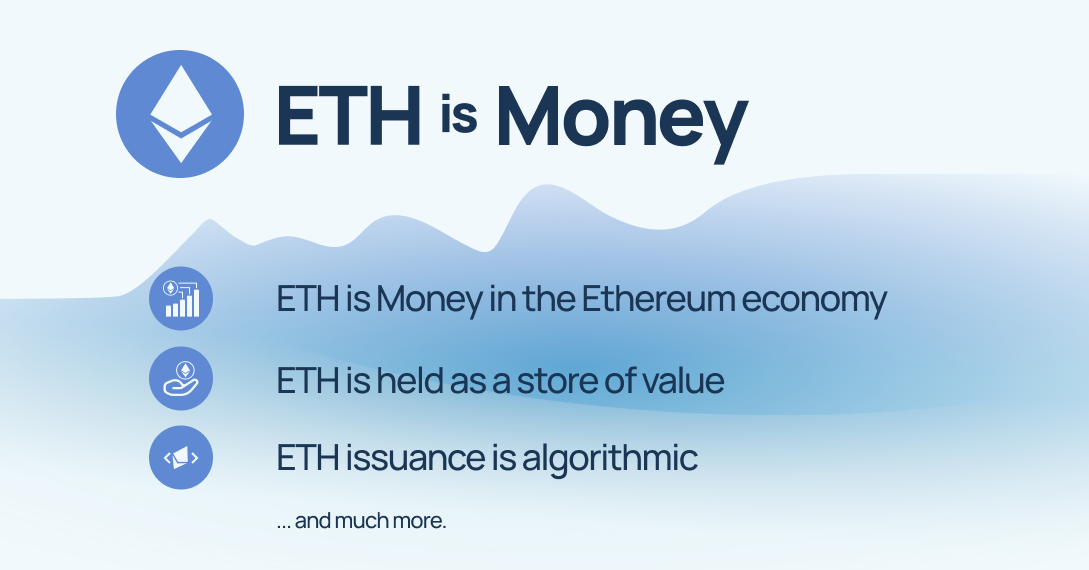 ETH is Money
ETH is Money in the Ethereum economy
ETH is held as a store of value
ETH issuance is algorithmic
... and much more.